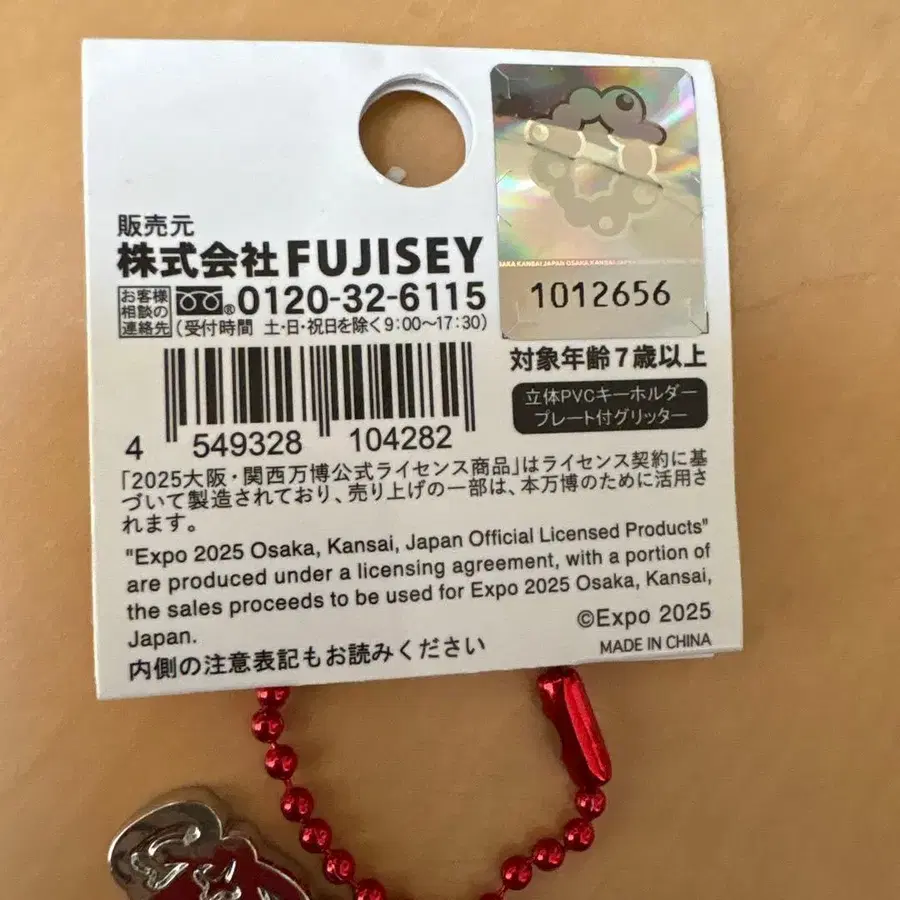 販売元
株式会社 FUJISEY
お客様相談の連絡先 ® 0120-32-6115
(受付時間 土・日・祝日を除く9:00〜17:30)
AKA KANSAI JAPAN OSAKA KANSAI JAPAN
1012656
対象年齢7歳以上
立体PVCキーホルダー
プレート付グリッター
4 549328 104282
「2025大阪・関西万博公式ライセンス商品」はライセンス契約に基
づいて製造されており、売り上げの一部は、本万博のために活用さ
れます。
"Expo 2025 Osaka, Kansai, Japan Official Licensed Products"
are produced under a licensing agreement, with a portion of
the sales proceeds to be used for Expo 2025 Osaka, Kansai,
Japan.
©Expo 2025
MADE IN CHINA
内側の注意表記もお読みください